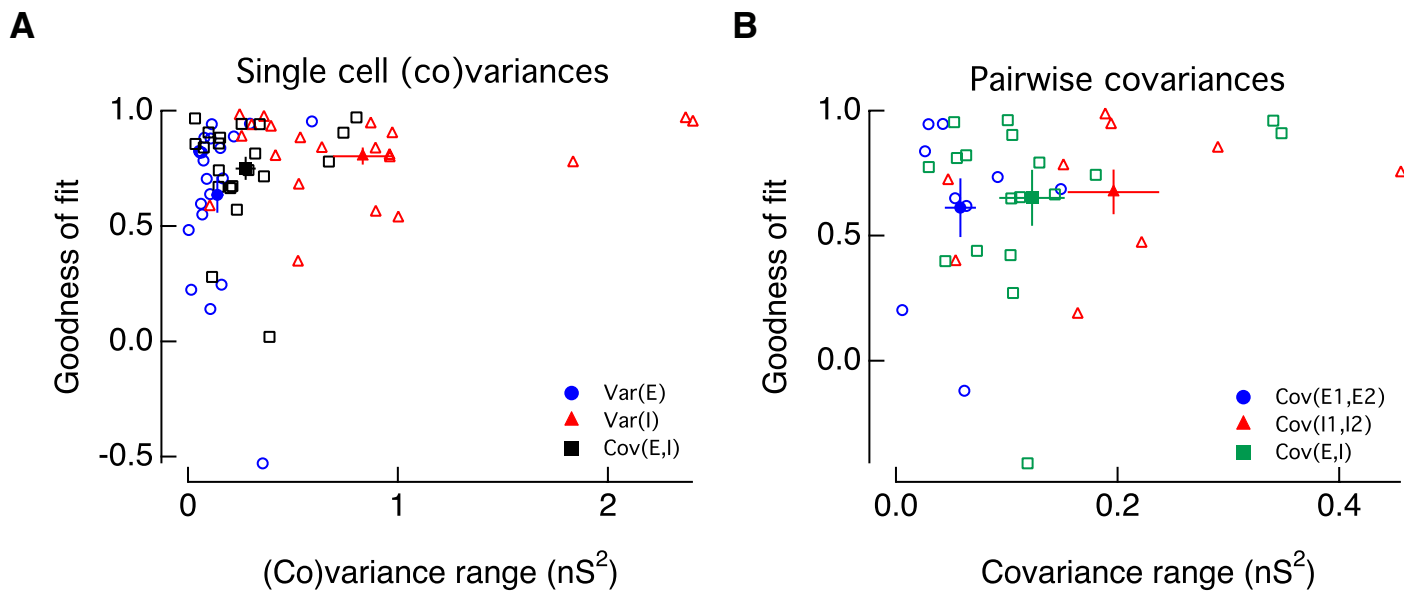 A
Single cell (co)variances
Goodness of fit
1.0
0.5
0.0
-0.5
0
1
2
(Co)variance range (nS²)
Var(E)
Var(I)
Cov(E,I)
B
Pairwise covariances
Goodness of fit
1.0
0.5
0.0
0.0
0.2
0.4
Covariance range (nS²)
Cov(E1,E2)
Cov(I1,I2)
Cov(E,I)